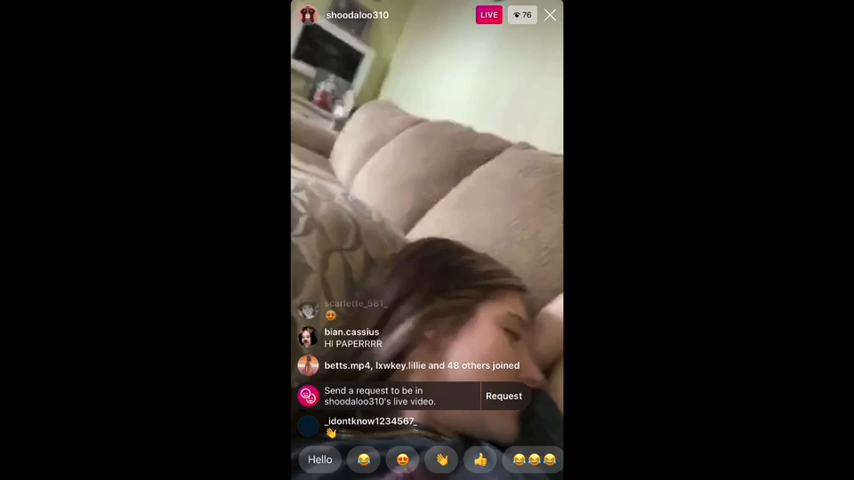 shoodaloo310
LIVE
76
scarlette_681_
😍
bian.cassius
HI PAPERRRR
betts.mp4, lxwkey.lillie and 48 others joined
Send a request to be in
shoodaloo310's live video.
Request
_idontknow1234567_
👋
Hello 😂 😍 👋 👍 😂😂😂